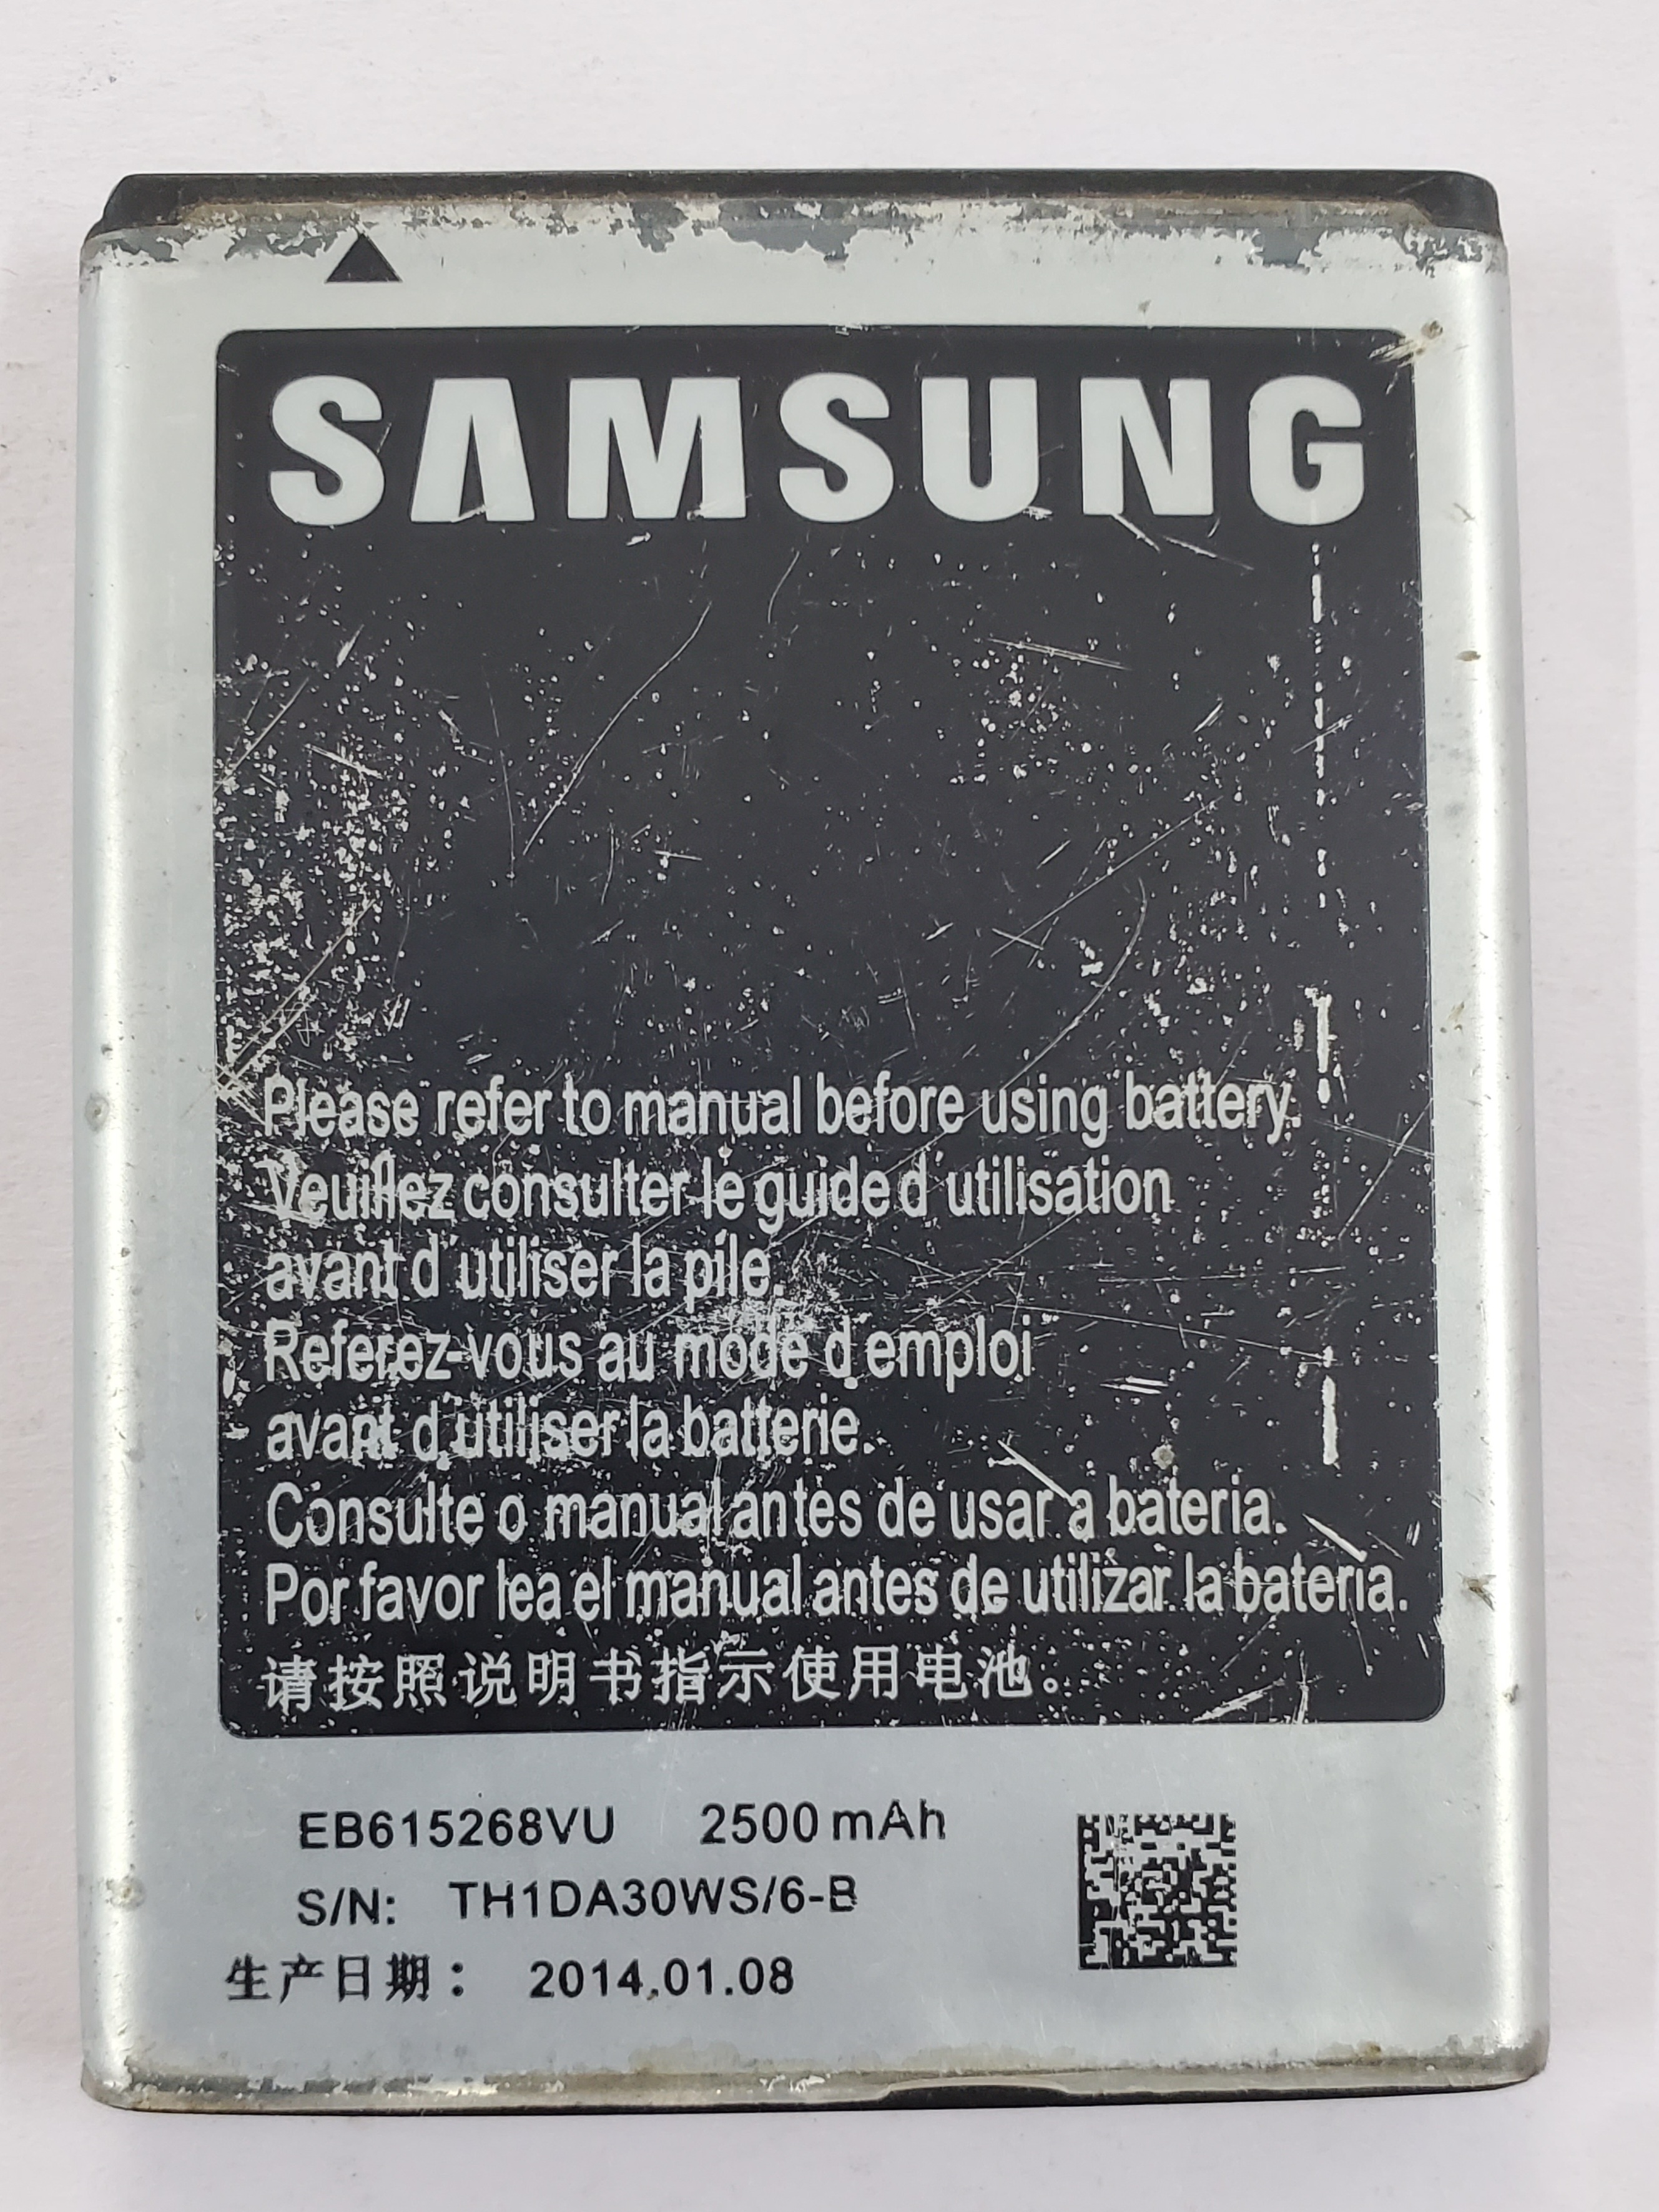 SAMSUNG
Please refer to manual before using battery.
Veuillez consulter le guide d'utilisation
avant d'utiliser la pile.
Referez-vous au mode d'emploi
avant d'utiliser la batterie.
Consulte o manual antes de usar a bateria.
Por favor lea el manual antes de utilizar la bateria.
请按照说明书指示使用电池。
EB615268VU 2500 mAh
S/N: TH1DA30WS/6-B
生产日期： 2014.01.08